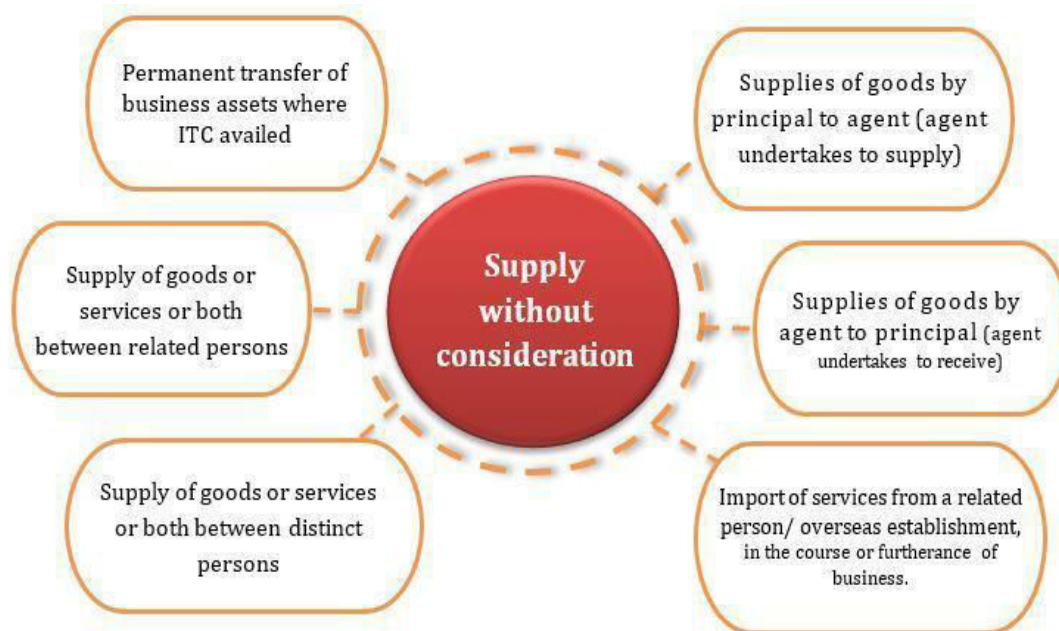 Permanent transfer of
business assets where
ITC availed
Supply of goods or
services or both
between related persons
Supply of goods or services
or both between distinct
persons
Supply
without
consideration
Supplies of goods by
principal to agent (agent
undertakes to supply)
Supplies of goods by
agent to principal (agent
undertakes to receive)
Import of services from a related
person/ overseas establishment,
in the course or furtherance of
business.